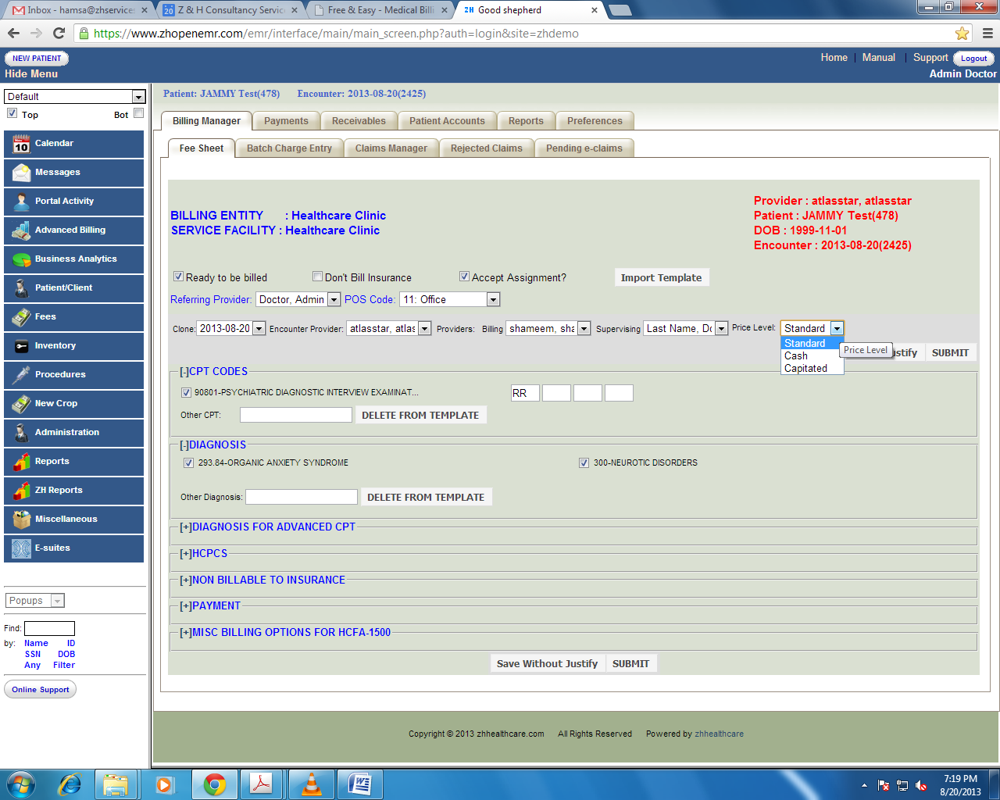 Inbox - hamsa@zhservice
Z & H Consultancy Servic
Free & Easy - Medical Billi
ZH Good shepherd
https://www.zhopenemr.com/emr/interface/main/main_screen.php?auth=login&site=zhdemo
NEW PATIENT
Home | Manual | Support Logout
Hide Menu
Admin Doctor
Default
Top Bot
Calendar
Messages
Portal Activity
Advanced Billing
Business Analytics
Patient/Client
Fees
Inventory
Procedures
New Crop
Administration
Reports
ZH Reports
Miscellaneous
E-suites
Popups
Find:
by: Name ID
SSN DOB
Any Filter
Online Support
Patient: JAMMY Test(478) Encounter: 2013-08-20(2425)
Billing Manager Payments Receivables Patient Accounts Reports Preferences
Fee Sheet Batch Charge Entry Claims Manager Rejected Claims Pending e-claims
BILLING ENTITY : Healthcare Clinic
SERVICE FACILITY : Healthcare Clinic
Provider : atlasstar, atlasstar
Patient : JAMMY Test(478)
DOB : 1999-11-01
Encounter : 2013-08-20(2425)
Ready to be billed Don't Bill Insurance Accept Assignment? Import Template
Referring Provider: Doctor, Admin POS Code: 11: Office
Clone: 2013-08-20 Encounter Provider: atlasstar, atlas Providers: Billing shameem, sha Supervising Last Name, Do Price Level: Standard
Standard
Cash
Capitated
Price Level
ustify SUBMIT
[-]CPT CODES
90801-PSYCHIATRIC DIAGNOSTIC INTERVIEW EXAMINAT... RR
Other CPT: DELETE FROM TEMPLATE
[-]DIAGNOSIS
293.84-ORGANIC ANXIETY SYNDROME 300-NEUROTIC DISORDERS
Other Diagnosis: DELETE FROM TEMPLATE
[+]DIAGNOSIS FOR ADVANCED CPT
[+]HCPCS
[+]NON BILLABLE TO INSURANCE
[+]PAYMENT
[+]MISC BILLING OPTIONS FOR HCFA-1500
Save Without Justify SUBMIT
Copyright © 2013 zhhealthcare.com All Rights Reserved Powered by zhhealthcare
7:19 PM
8/20/2013